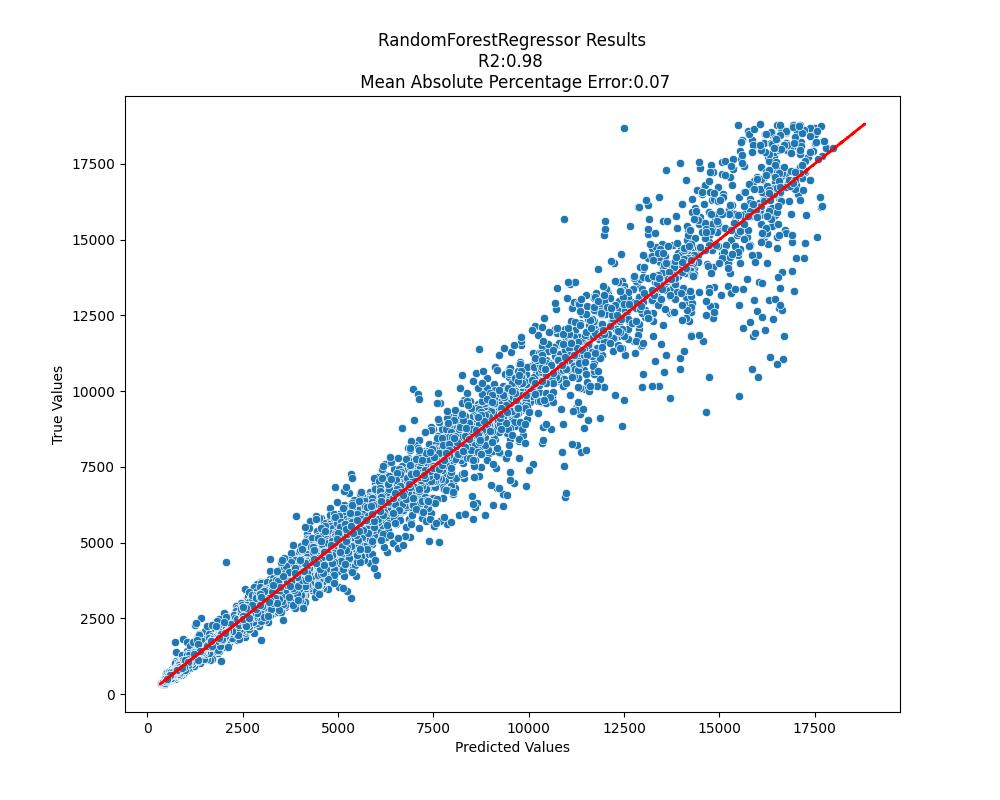 RandomForestRegressor Results
R2:0.98
Mean Absolute Percentage Error:0.07
17500
15000
12500
10000
7500
5000
2500
0
True Values
0 2500 5000 7500 10000 12500 15000 17500
Predicted Values